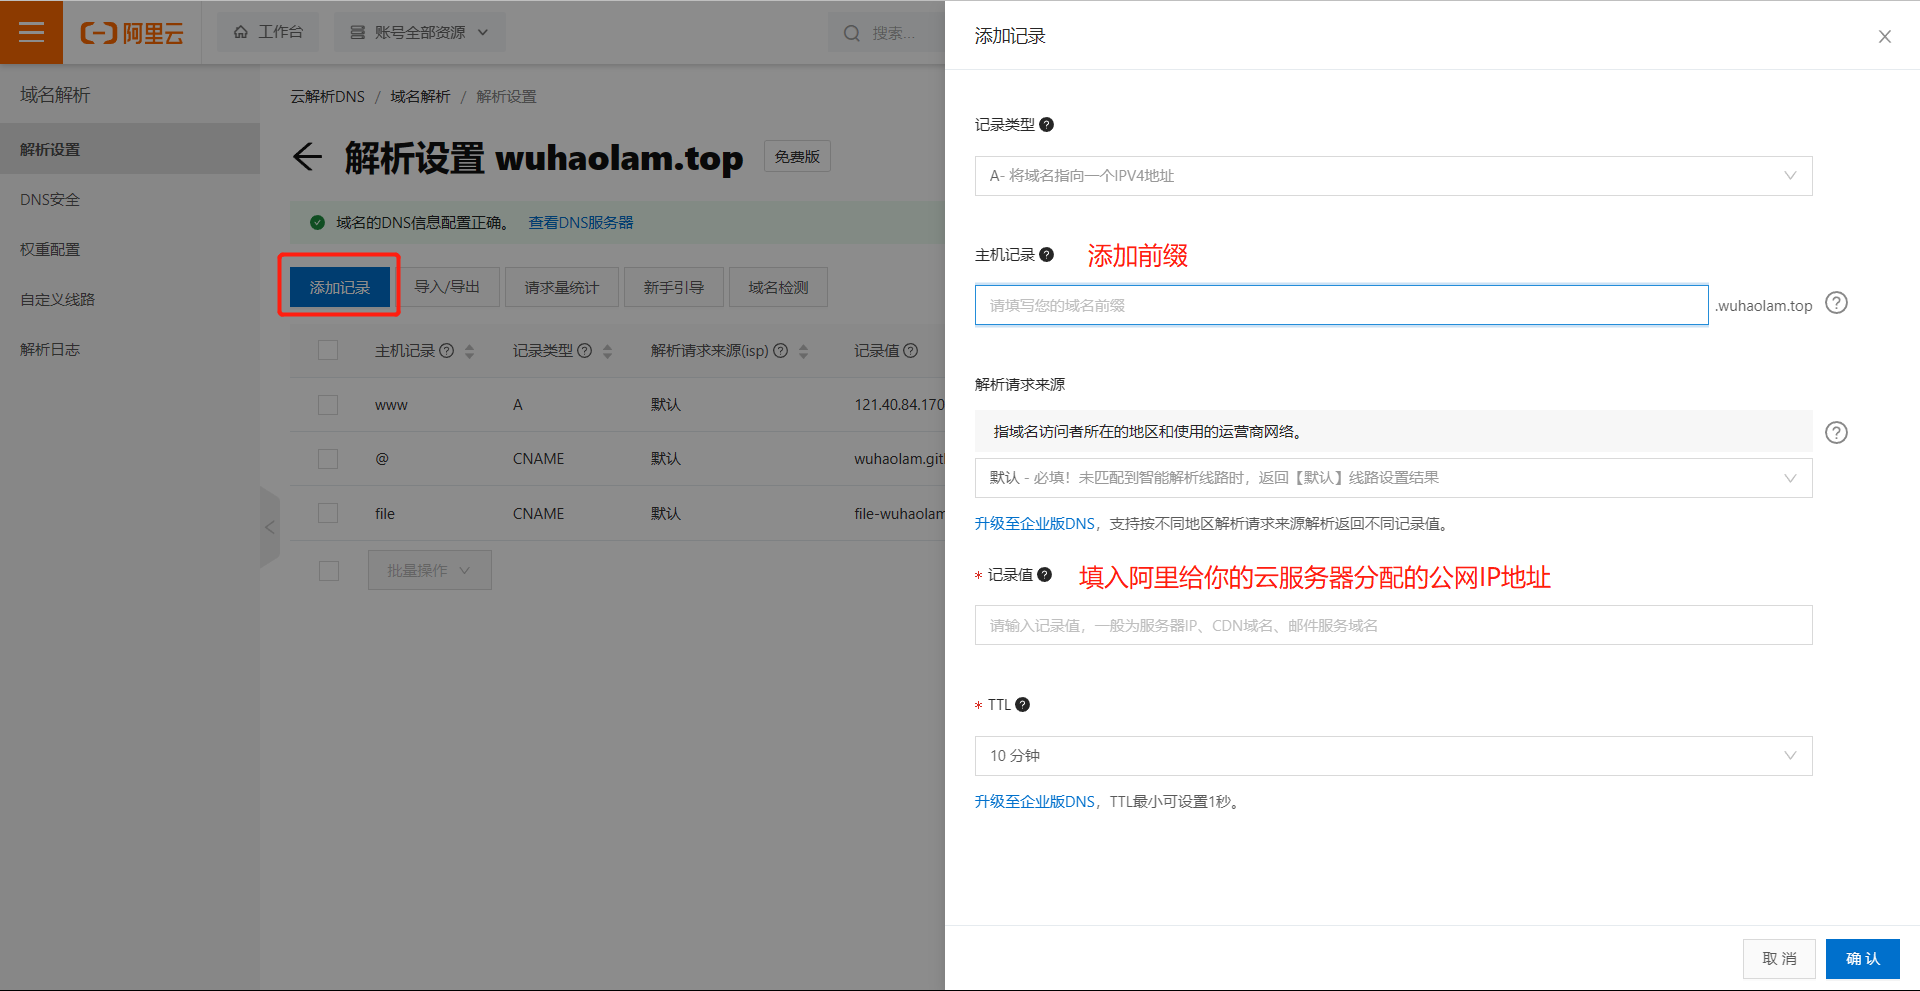 阿里云
工作台
账号全部资源
搜索...
域名解析
解析设置
DNS安全
权重配置
自定义线路
解析日志
云解析DNS / 域名解析 / 解析设置
解析设置 wuhaolam.top
免费版
域名的DNS信息配置正确。 查看DNS服务器
添加记录
导入/导出
请求量统计
新手引导
域名检测
主机记录 记录类型 解析请求来源(isp) 记录值
www A 默认 121.40.84.170
@ CNAME 默认 wuhaolam.git
file CNAME 默认 file-wuhaolam
批量操作
添加记录
记录类型
A- 将域名指向一个IPV4地址
主机记录 添加前缀
请填写您的域名前缀
.wuhaolam.top
解析请求来源
指域名访问者所在的地区和使用的运营商网络。
默认 - 必填！未匹配到智能解析线路时，返回【默认】线路设置结果
升级至企业版DNS，支持按不同地区解析请求来源解析返回不同记录值。
* 记录值 填入阿里给你的云服务器分配的公网IP地址
请输入记录值，一般为服务器IP、CDN域名、邮件服务域名
* TTL
10 分钟
升级至企业版DNS，TTL最小可设置1秒。
取 消
确 认